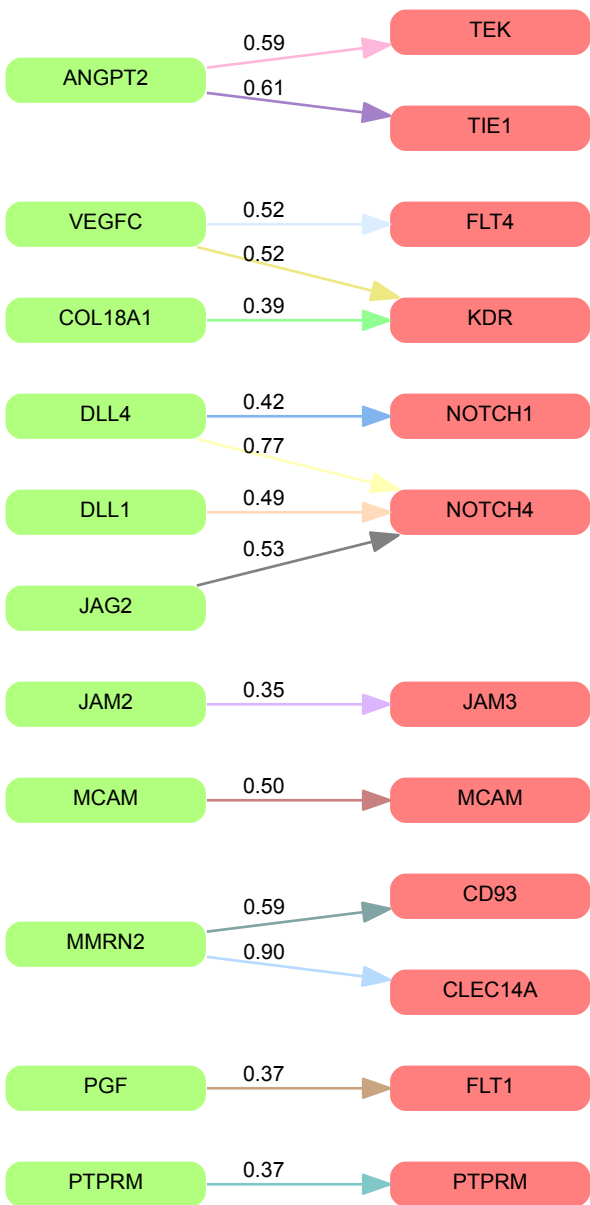 0.59
TEK
ANGPT2
0.61
TIE1
VEGFC
0.52
FLT4
0.52
COL18A1
0.39
KDR
DLL4
0.42
NOTCH1
0.77
DLL1
0.49
NOTCH4
0.53
JAG2
JAM2
0.35
JAM3
MCAM
0.50
MCAM
0.59
CD93
MMRN2
0.90
CLEC14A
PGF
0.37
FLT1
PTPRM
0.37
PTPRM